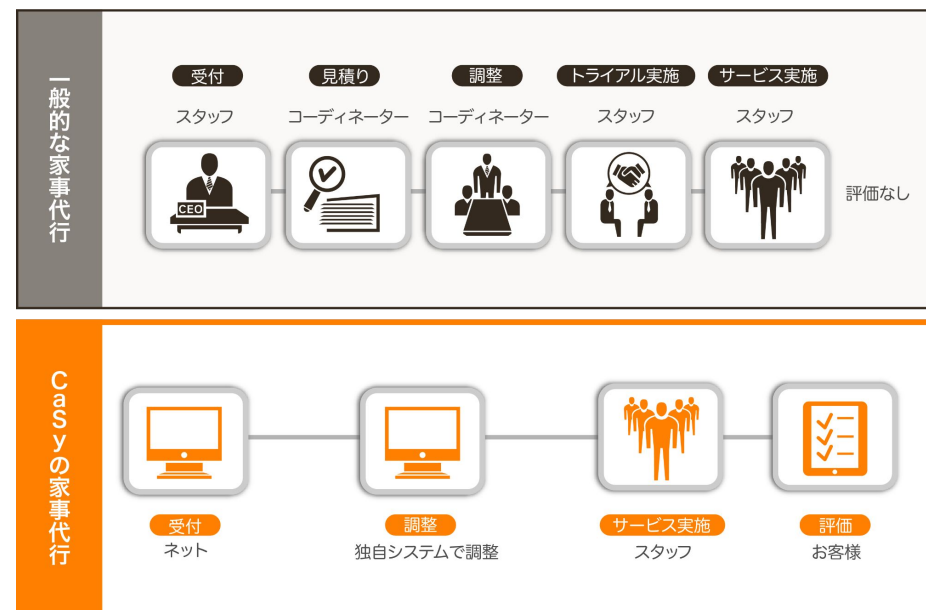 一般的な家事代行
受付
見積り
調整
トライアル実施
サービス実施
スタッフ
コーディネーター
コーディネーター
スタッフ
スタッフ
CEO
評価なし
CaSyの家事代行
受付
調整
サービス実施
評価
ネット
独自システムで調整
スタッフ
お客様